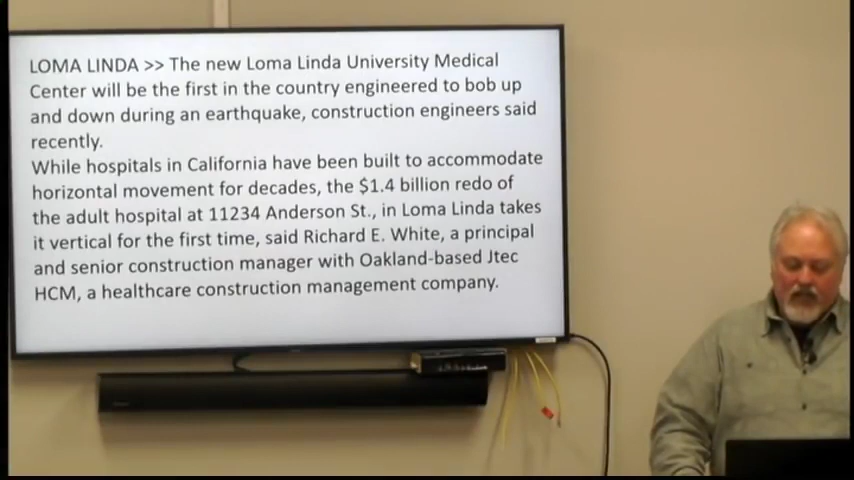 LOMA LINDA >> The new Loma Linda University Medical
Center will be the first in the country engineered to bob up
and down during an earthquake, construction engineers said
recently.
While hospitals in California have been built to accommodate
horizontal movement for decades, the $1.4 billion redo of
the adult hospital at 11234 Anderson St., in Loma Linda takes
it vertical for the first time, said Richard E. White, a principal
and senior construction manager with Oakland-based Jtec
HCM, a healthcare construction management company.